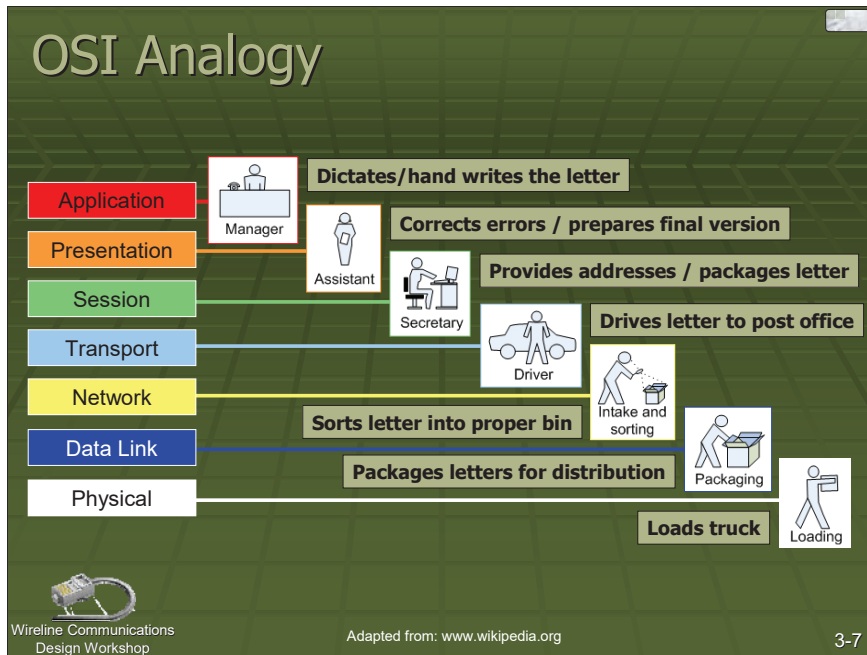 OSI Analogy
Application
Manager
Dictates/hand writes the letter
Presentation
Assistant
Corrects errors / prepares final version
Session
Secretary
Provides addresses / packages letter
Transport
Driver
Drives letter to post office
Network
Intake and
sorting
Sorts letter into proper bin
Data Link
Packaging
Packages letters for distribution
Physical
Loading
Loads truck
Wireline Communications
Design Workshop
Adapted from: www.wikipedia.org
3-7